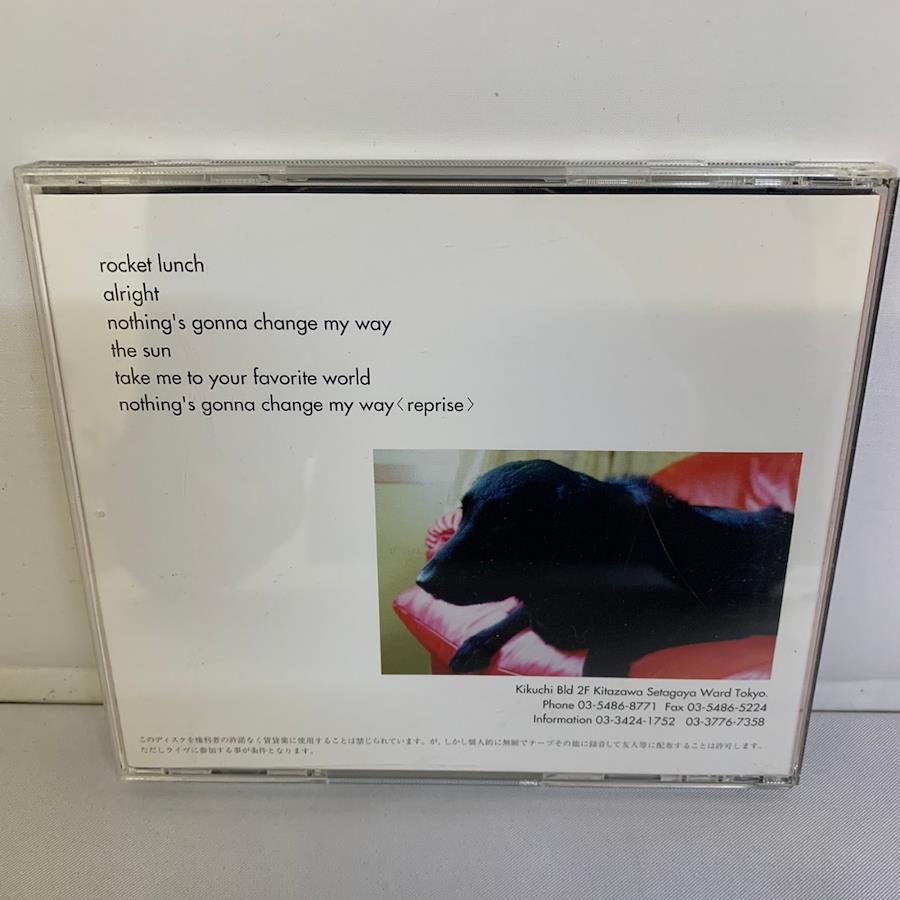 rocket lunch
alright
nothing's gonna change my way
the sun
take me to your favorite world
nothing's gonna change my way〈reprise〉
Kikuchi Bld 2F Kitazawa Setagaya Ward Tokyo.
Phone 03-5486-8771 Fax 03-5486-5224
Information 03-3424-1752 03-3776-7358
このディスクを権利者の許諾なく賃貸業に使用することは禁じられています。が、しかし個人的に無断でテープその他に録音して友人等に配布することは許可します。
ただしライヴに参加する事が条件となります。